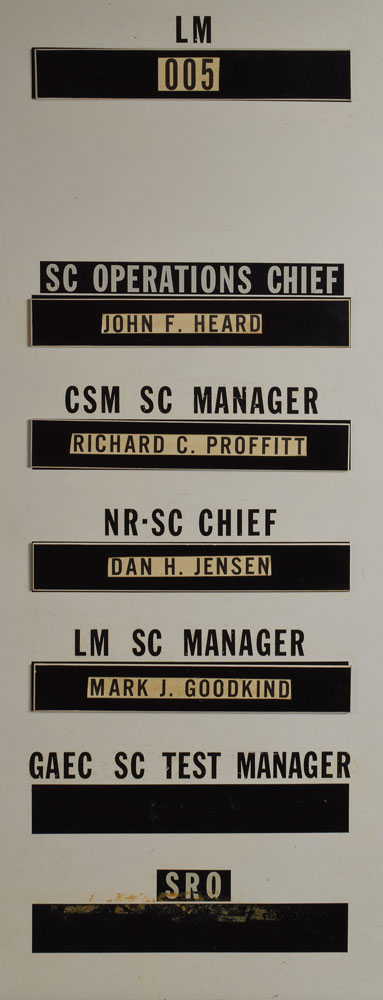 LM
005
SC OPERATIONS CHIEF
JOHN F. HEARD
CSM SC MANAGER
RICHARD C. PROFFITT
NR-SC CHIEF
DAN H. JENSEN
LM SC MANAGER
MARK J. GOODKIND
GAEC SC TEST MANAGER
SRO